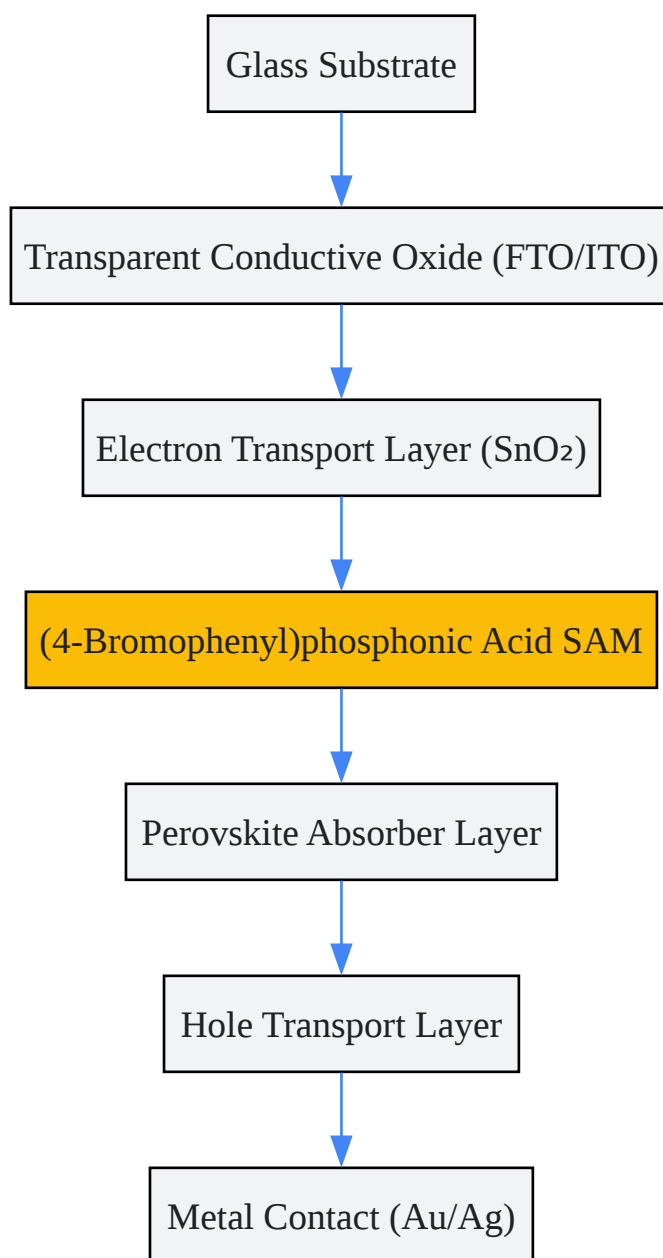 Glass Substrate
Transparent Conductive Oxide (FTO/ITO)
Electron Transport Layer (SnO₂)
(4-Bromophenyl)phosphonic Acid SAM
Perovskite Absorber Layer
Hole Transport Layer
Metal Contact (Au/Ag)